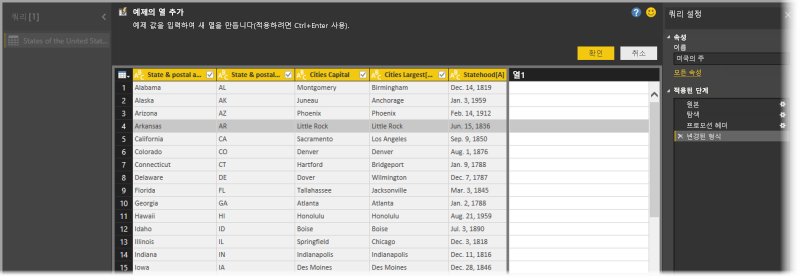 쿼리 [1]
States of the United Stat...
예제의 열 추가
예제 값을 입력하여 새 열을 만듭니다(적용하려면 Ctrl+Enter 사용).
확인 취소
State & postal a... State & postal... Cities Capital Cities Largest[... Statehood[A] 열1
1 Alabama AL Montgomery Birmingham Dec. 14, 1819
2 Alaska AK Juneau Anchorage Jan. 3, 1959
3 Arizona AZ Phoenix Phoenix Feb. 14, 1912
4 Arkansas AR Little Rock Little Rock Jun. 15, 1836
5 California CA Sacramento Los Angeles Sep. 9, 1850
6 Colorado CO Denver Denver Aug. 1, 1876
7 Connecticut CT Hartford Bridgeport Jan. 9, 1788
8 Delaware DE Dover Wilmington Dec. 7, 1787
9 Florida FL Tallahassee Jacksonville Mar. 3, 1845
10 Georgia GA Atlanta Atlanta Jan. 2, 1788
11 Hawaii HI Honolulu Honolulu Aug. 21, 1959
12 Idaho ID Boise Boise Jul. 3, 1890
13 Illinois IL Springfield Chicago Dec. 3, 1818
14 Indiana IN Indianapolis Indianapolis Dec. 11, 1816
15 Iowa IA Des Moines Des Moines Dec. 28, 1846
쿼리 설정
속성
이름
미국의 주
모든 속성
적용된 단계
원본
탐색
프로모션 헤더
변경된 형식